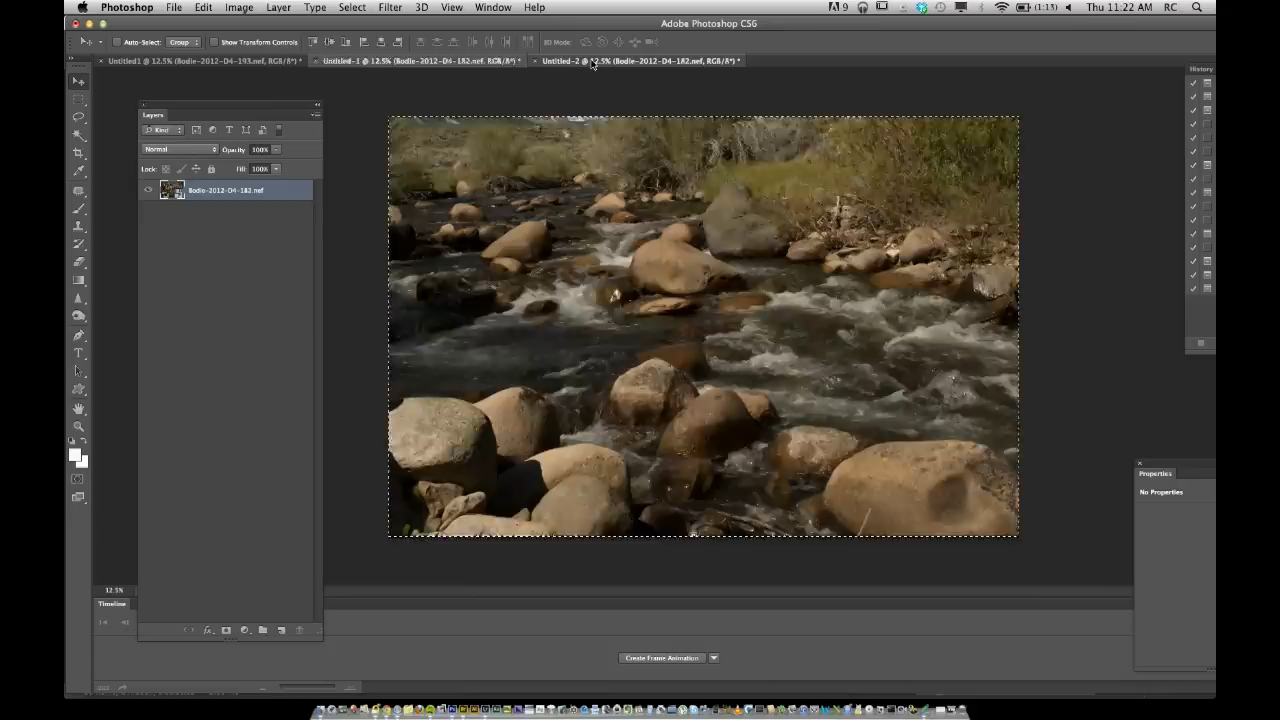 Photoshop File Edit Image Layer Type Select Filter 3D View Window Help
9 (1:13) Thu 11:22 AM RC
Adobe Photoshop CS6
Auto-Select: Group Show Transform Controls 3D Mode:
Untitled1 @ 12.5% (Bodie-2012-D4-193.nef, RGB/8*) * Untitled-1 @ 12.5% (Bodie-2012-D4-182.nef, RGB/8*) * Untitled-2 @ 12.5% (Bodie-2012-D4-182.nef, RGB/8*) *
History
Layers
Kind
Normal Opacity: 100%
Lock: Fill: 100%
Bodie-2012-D4-182.nef
Properties
No Properties
12.5%
Timeline
Create Frame Animation